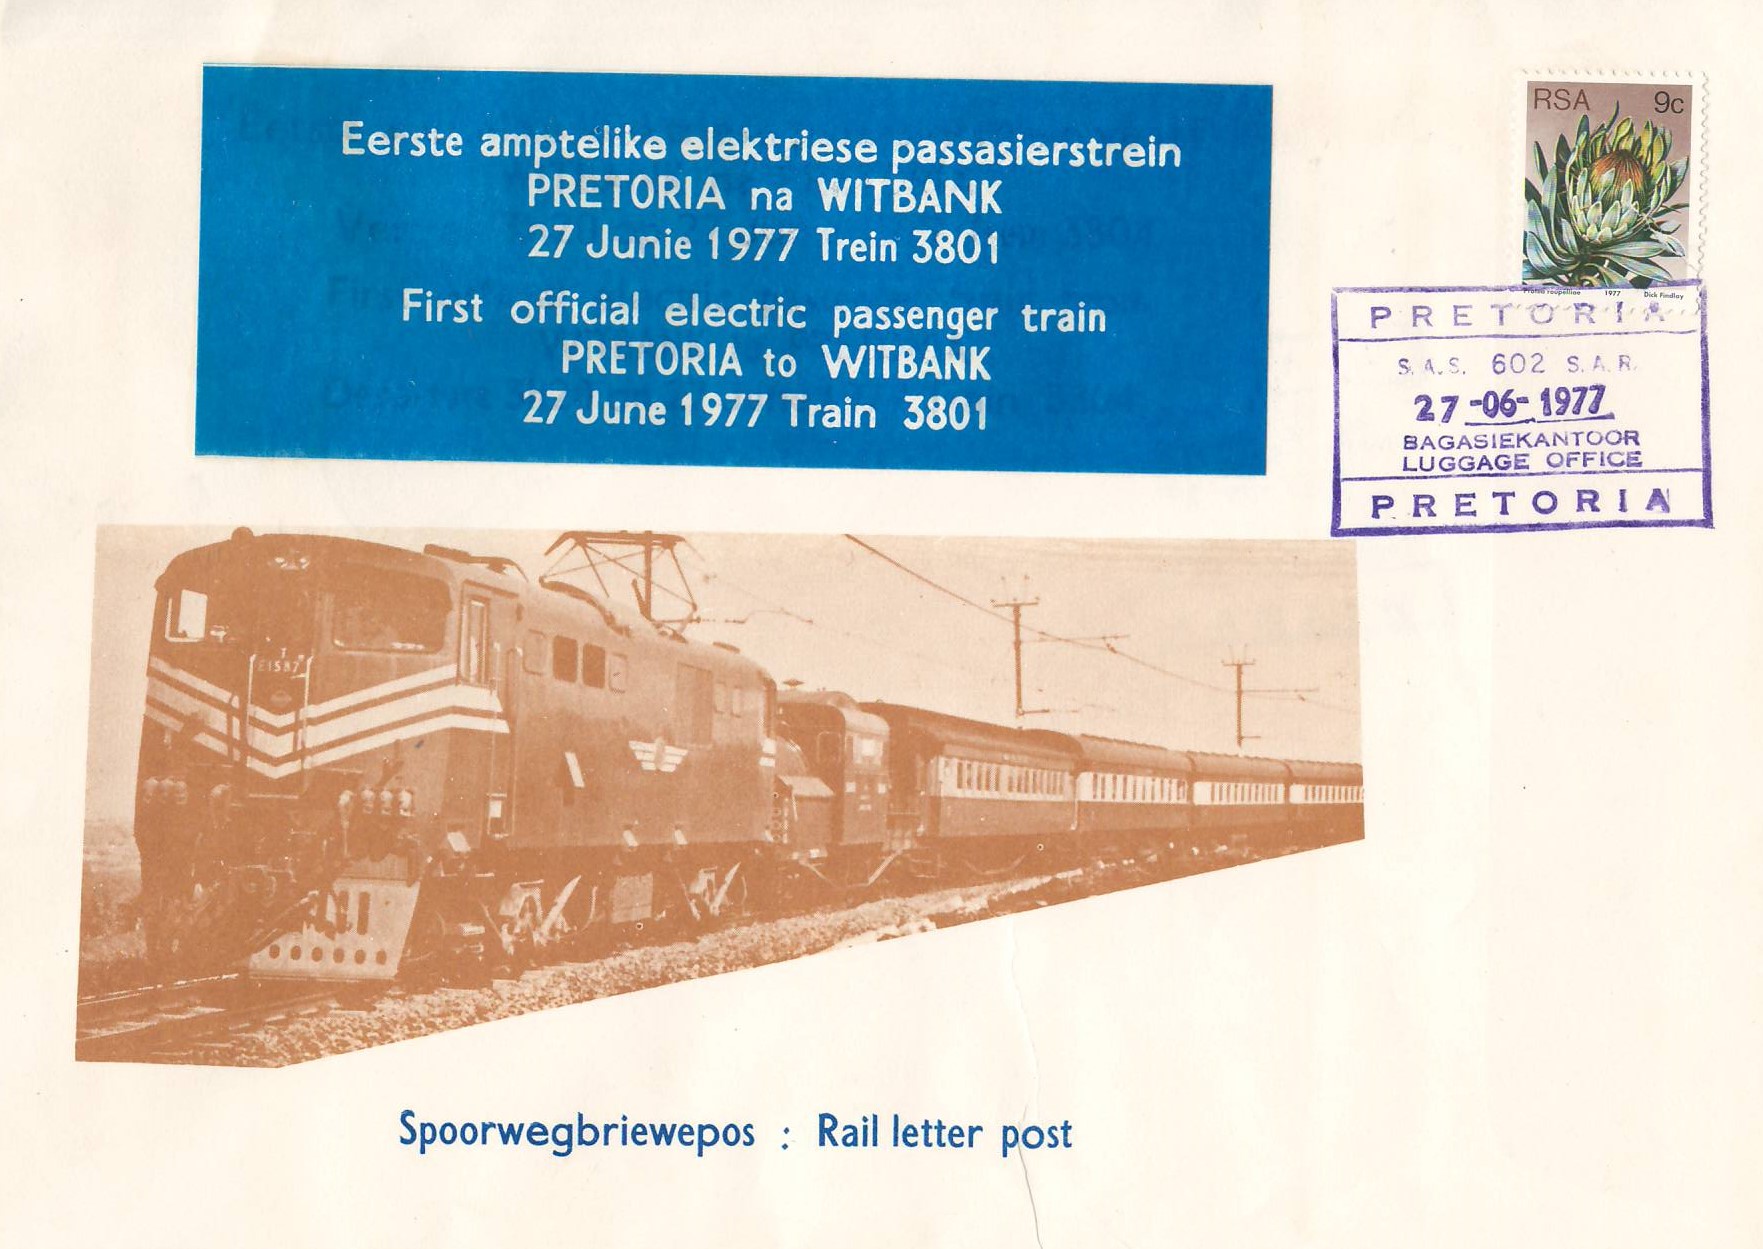 Eerste amptelike elektriese passasierstrein
PRETORIA na WITBANK
27 Junie 1977 Trein 3801
First official electric passenger train
PRETORIA to WITBANK
27 June 1977 Train 3801
RSA 9c
1977 Dick Findlay
PRETORIA
S.A.S. 602 S.A.R.
27-06-1977
BAGASIEKANTOOR
LUGGAGE OFFICE
PRETORIA
E1587
Spoorwegbriewepos : Rail letter post